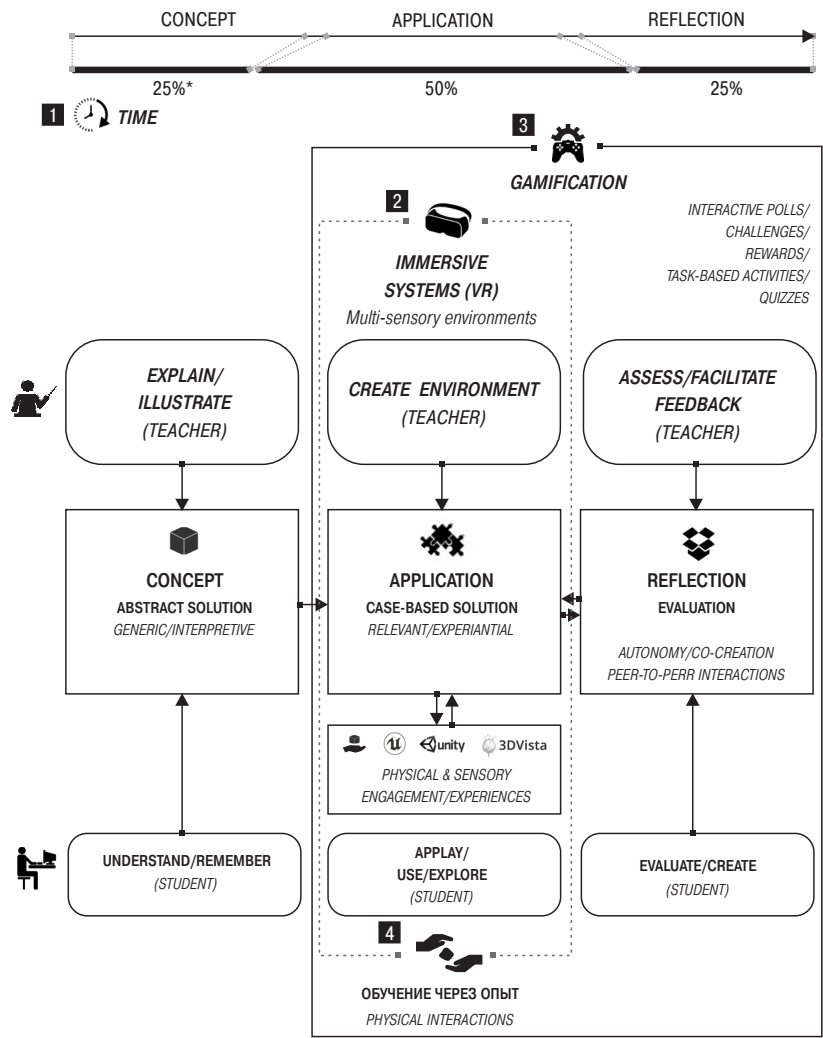 CONCEPT
APPLICATION
REFLECTION
25%*
50%
25%
1
TIME
3
GAMIFICATION
INTERACTIVE POLLS/
CHALLENGES/
REWARDS/
TASK-BASED ACTIVITIES/
QUIZZES
2
IMMERSIVE
SYSTEMS (VR)
Multi-sensory environments
EXPLAIN/
ILLUSTRATE
(TEACHER)
CREATE ENVIRONMENT
(TEACHER)
ASSESS/FACILITATE
FEEDBACK
(TEACHER)
CONCEPT
ABSTRACT SOLUTION
GENERIC/INTERPRETIVE
APPLICATION
CASE-BASED SOLUTION
RELEVANT/EXPERIANTIAL
REFLECTION
EVALUATION
AUTONOMY/CO-CREATION
PEER-TO-PERR INTERACTIONS
unity
3DVista
PHYSICAL & SENSORY
ENGAGEMENT/EXPERIENCES
UNDERSTAND/REMEMBER
(STUDENT)
APPLAY/
USE/EXPLORE
(STUDENT)
EVALUATE/CREATE
(STUDENT)
4
ОБУЧЕНИЕ ЧЕРЕЗ ОПЫТ
PHYSICAL INTERACTIONS